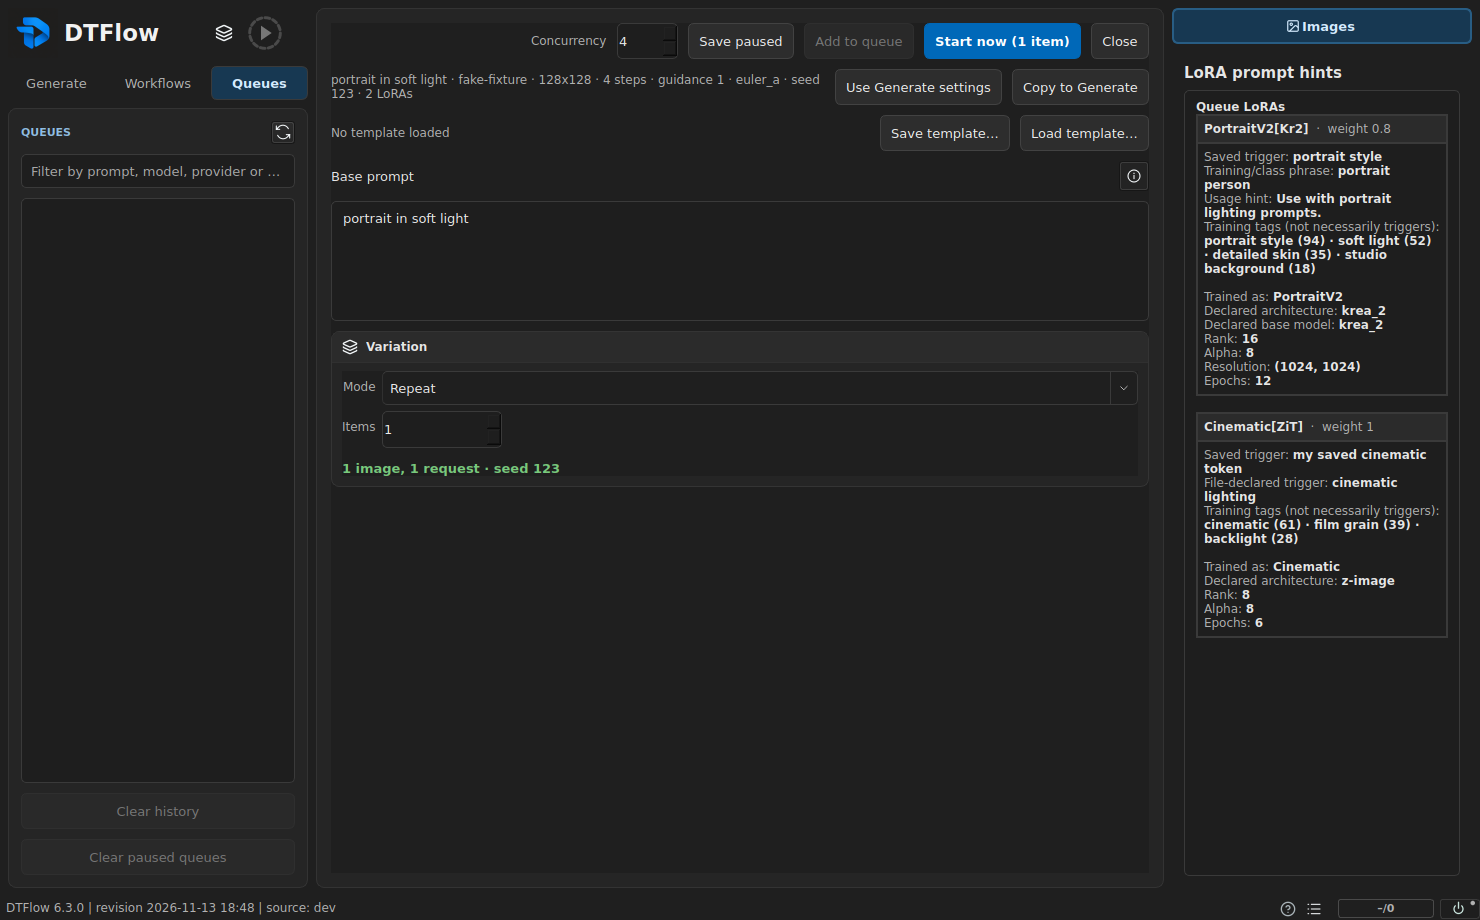 DTFlow
Generate
Workflows
Queues
QUEUES
Filter by prompt, model, provider or ...
Clear history
Clear paused queues
Concurrency
4
Save paused
Add to queue
Start now (1 item)
Close
portrait in soft light · fake-fixture · 128x128 · 4 steps · guidance 1 · euler_a · seed
123 · 2 LoRAs
Use Generate settings
Copy to Generate
No template loaded
Save template...
Load template...
Base prompt
portrait in soft light
Variation
Mode
Repeat
Items
1
1 image, 1 request · seed 123
Images
LoRA prompt hints
Queue LoRAs
PortraitV2[Kr2] · weight 0.8
Saved trigger: portrait style
Training/class phrase: portrait
person
Usage hint: Use with portrait
lighting prompts.
Training tags (not necessarily triggers):
portrait style (94) · soft light (52)
· detailed skin (35) · studio
background (18)
Trained as: PortraitV2
Declared architecture: krea_2
Declared base model: krea_2
Rank: 16
Alpha: 8
Resolution: (1024, 1024)
Epochs: 12
Cinematic[ZiT] · weight 1
Saved trigger: my saved cinematic
token
File-declared trigger: cinematic
lighting
Training tags (not necessarily triggers):
cinematic (61) · film grain (39) ·
backlight (28)
Trained as: Cinematic
Declared architecture: z-image
Rank: 8
Alpha: 8
Epochs: 6
DTFlow 6.3.0 | revision 2026-11-13 18:48 | source: dev
–/0